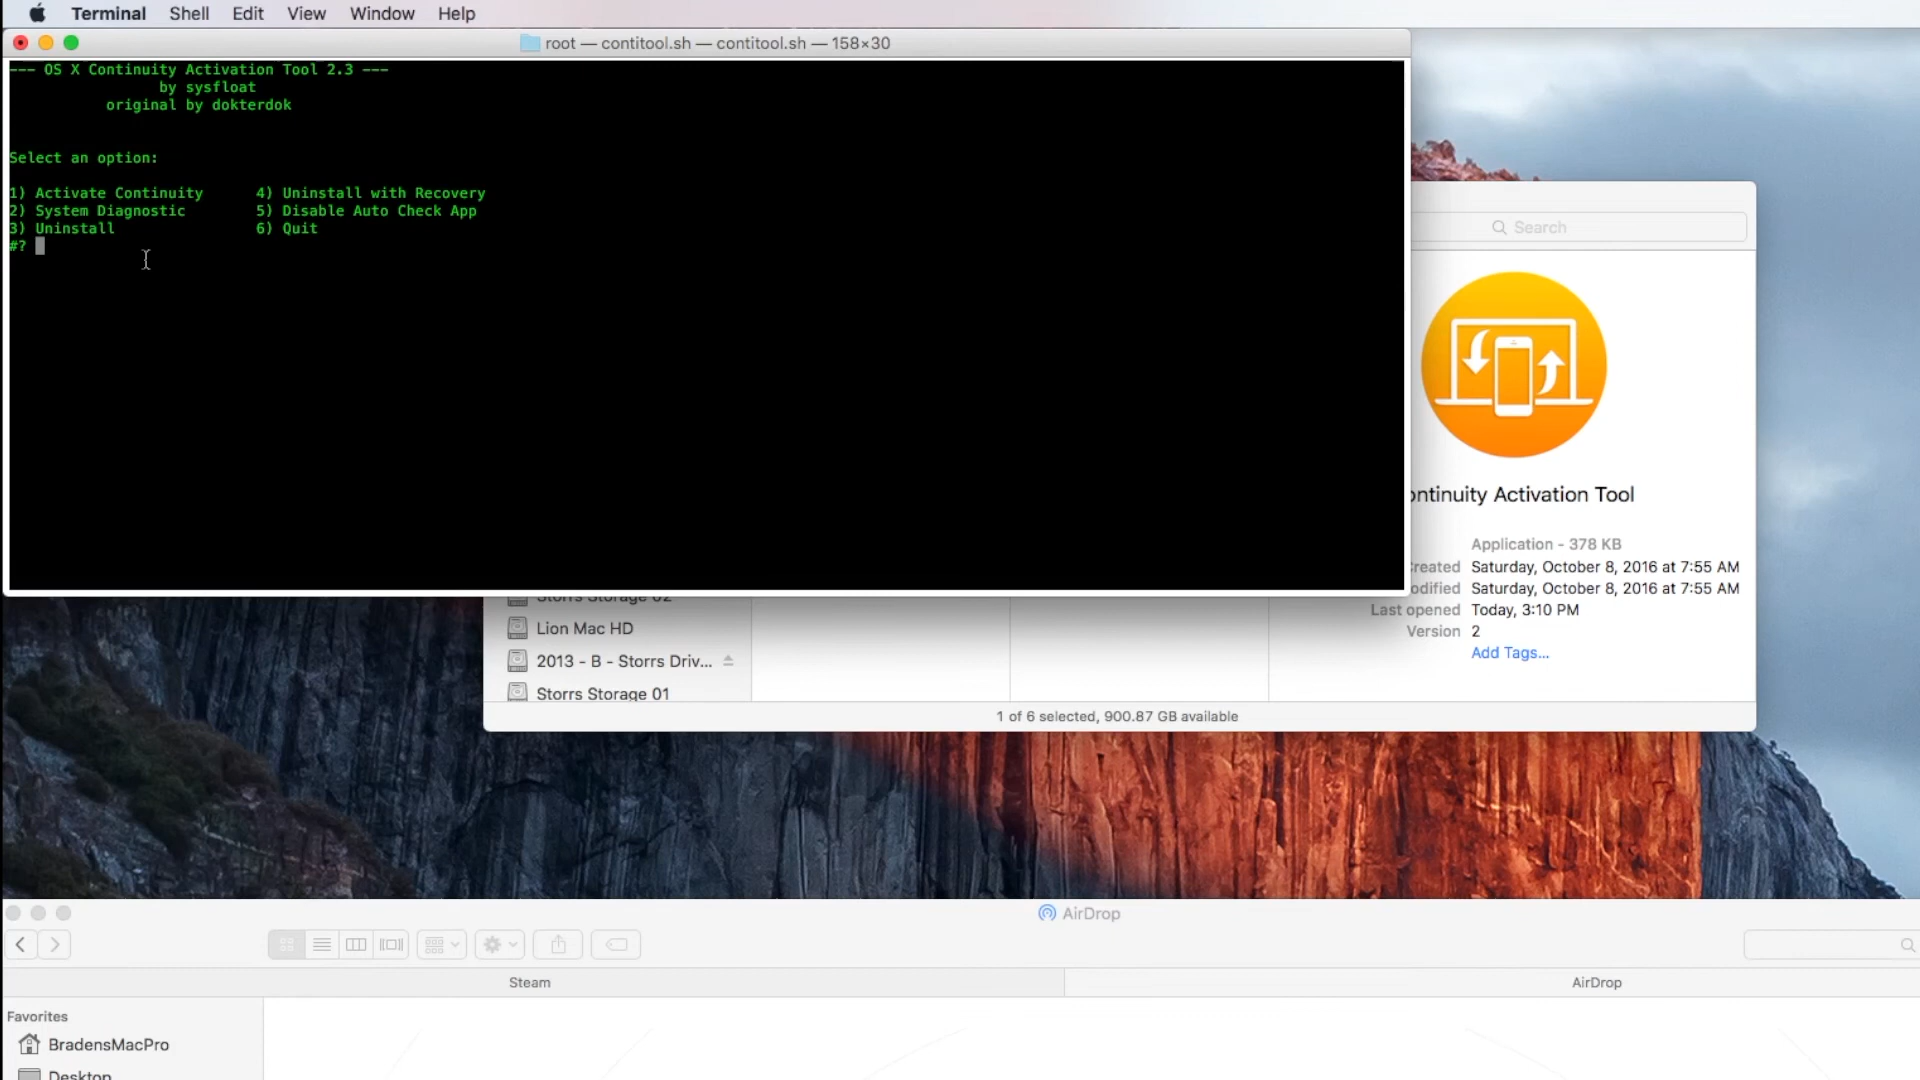 Terminal Shell Edit View Window Help
root — contitool.sh — contitool.sh — 158×30
--- OS X Continuity Activation Tool 2.3 ---
by sysfloat
original by dokterdok
Select an option:
1) Activate Continuity 4) Uninstall with Recovery
2) System Diagnostic 5) Disable Auto Check App
3) Uninstall 6) Quit
#?
Search
ontinuity Activation Tool
Application - 378 KB
reated Saturday, October 8, 2016 at 7:55 AM
odified Saturday, October 8, 2016 at 7:55 AM
Last opened Today, 3:10 PM
Version 2
Add Tags...
Storrs Storage 02
Lion Mac HD
2013 - B - Storrs Driv...
Storrs Storage 01
1 of 6 selected, 900.87 GB available
AirDrop
Steam
AirDrop
Favorites
BradensMacPro
Desktop